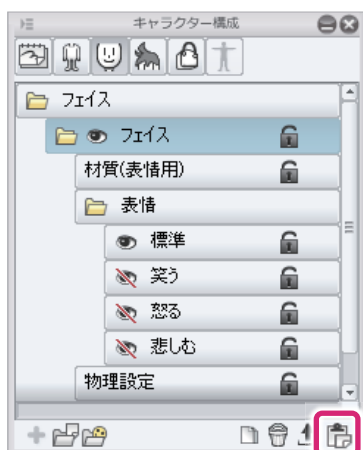 キャラクター構成
フェイス
フェイス
材質(表情用)
表情
標準
笑う
怒る
悲しむ
物理設定